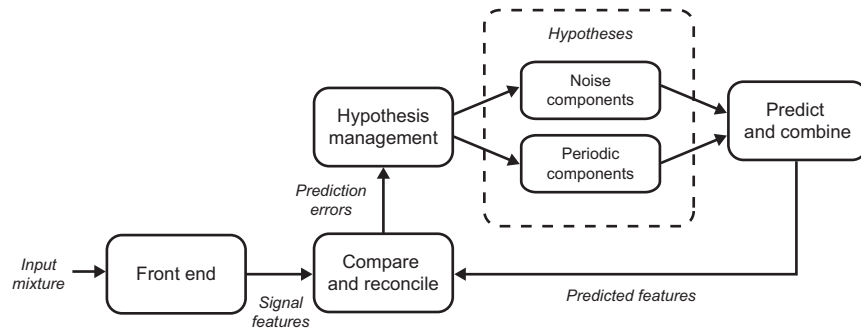 Hypotheses
Noise
components
Periodic
components
Hypothesis
management
Predict
and combine
Prediction
errors
Input
mixture
Front end
Signal
features
Compare
and reconcile
Predicted features